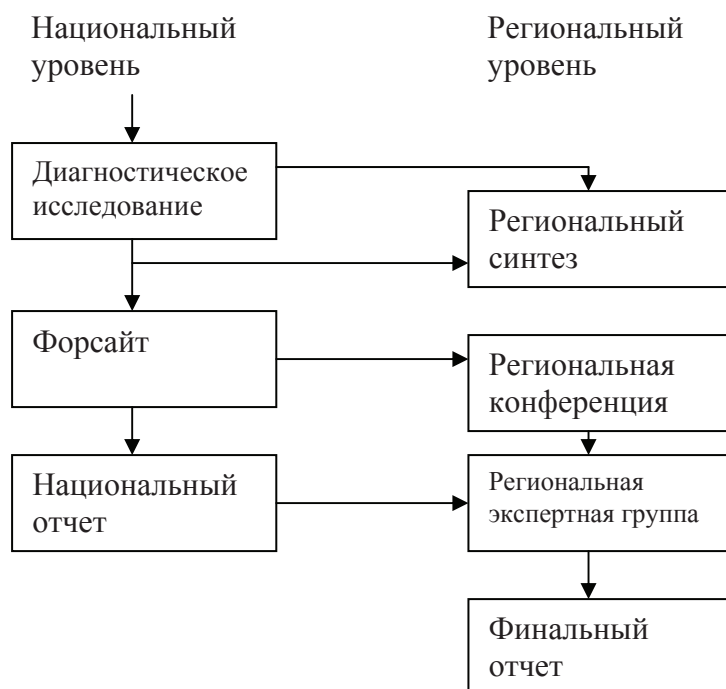 Национальный
уровень
Региональный
уровень
Диагностическое
исследование
Региональный
синтез
Форсайт
Региональная
конференция
Национальный
отчет
Региональная
экспертная группа
Финальный
отчет